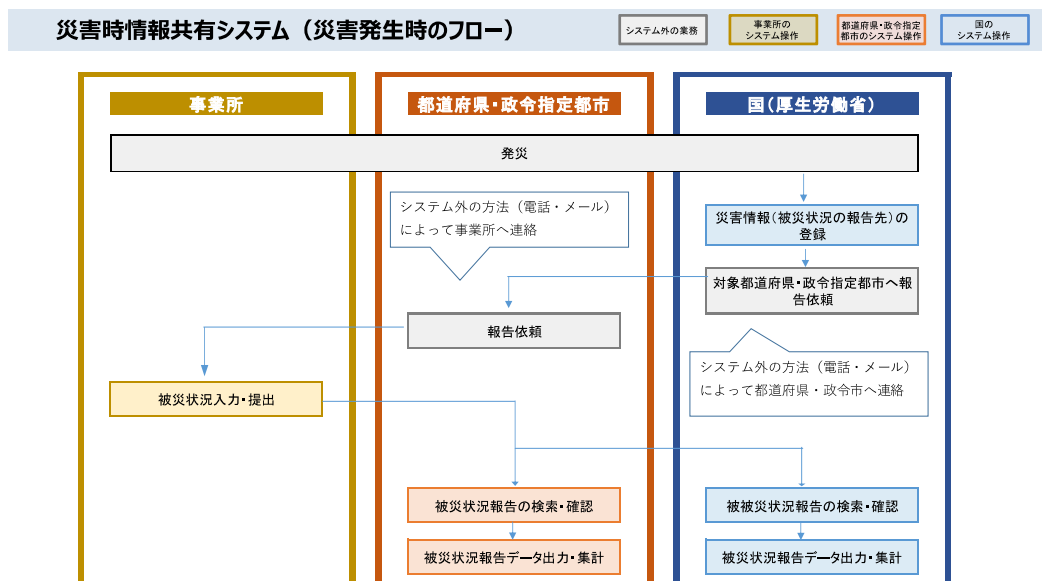 災害時情報共有システム（災害発生時のフロー）
システム外の業務
事業所の
システム操作
都道府県・政令指定
都市のシステム操作
国の
システム操作
事業所
都道府県・政令指定都市
国（厚生労働省）
発災
システム外の方法（電話・メール）
によって事業所へ連絡
災害情報（被災状況の報告先）の
登録
対象都道府県・政令指定都市へ報
告依頼
報告依頼
システム外の方法（電話・メール）
によって都道府県・政令市へ連絡
被災状況入力・提出
被災状況報告の検索・確認
被被災状況報告の検索・確認
被災状況報告データ出力・集計
被災状況報告データ出力・集計